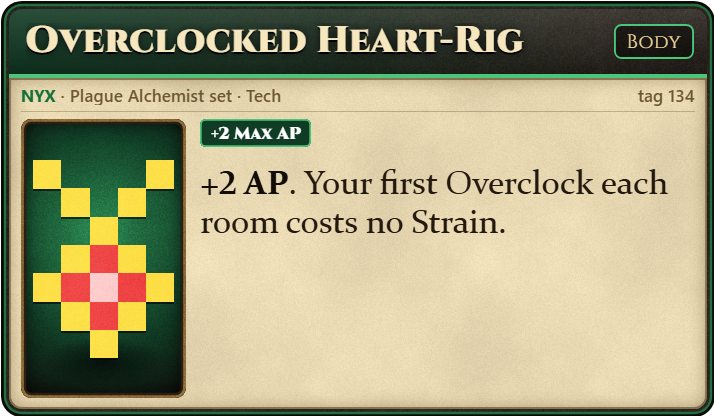 Overclocked Heart-Rig
Body
NYX · Plague Alchemist set · Tech
tag 134
+2 Max AP
+2 AP. Your first Overclock each
room costs no Strain.